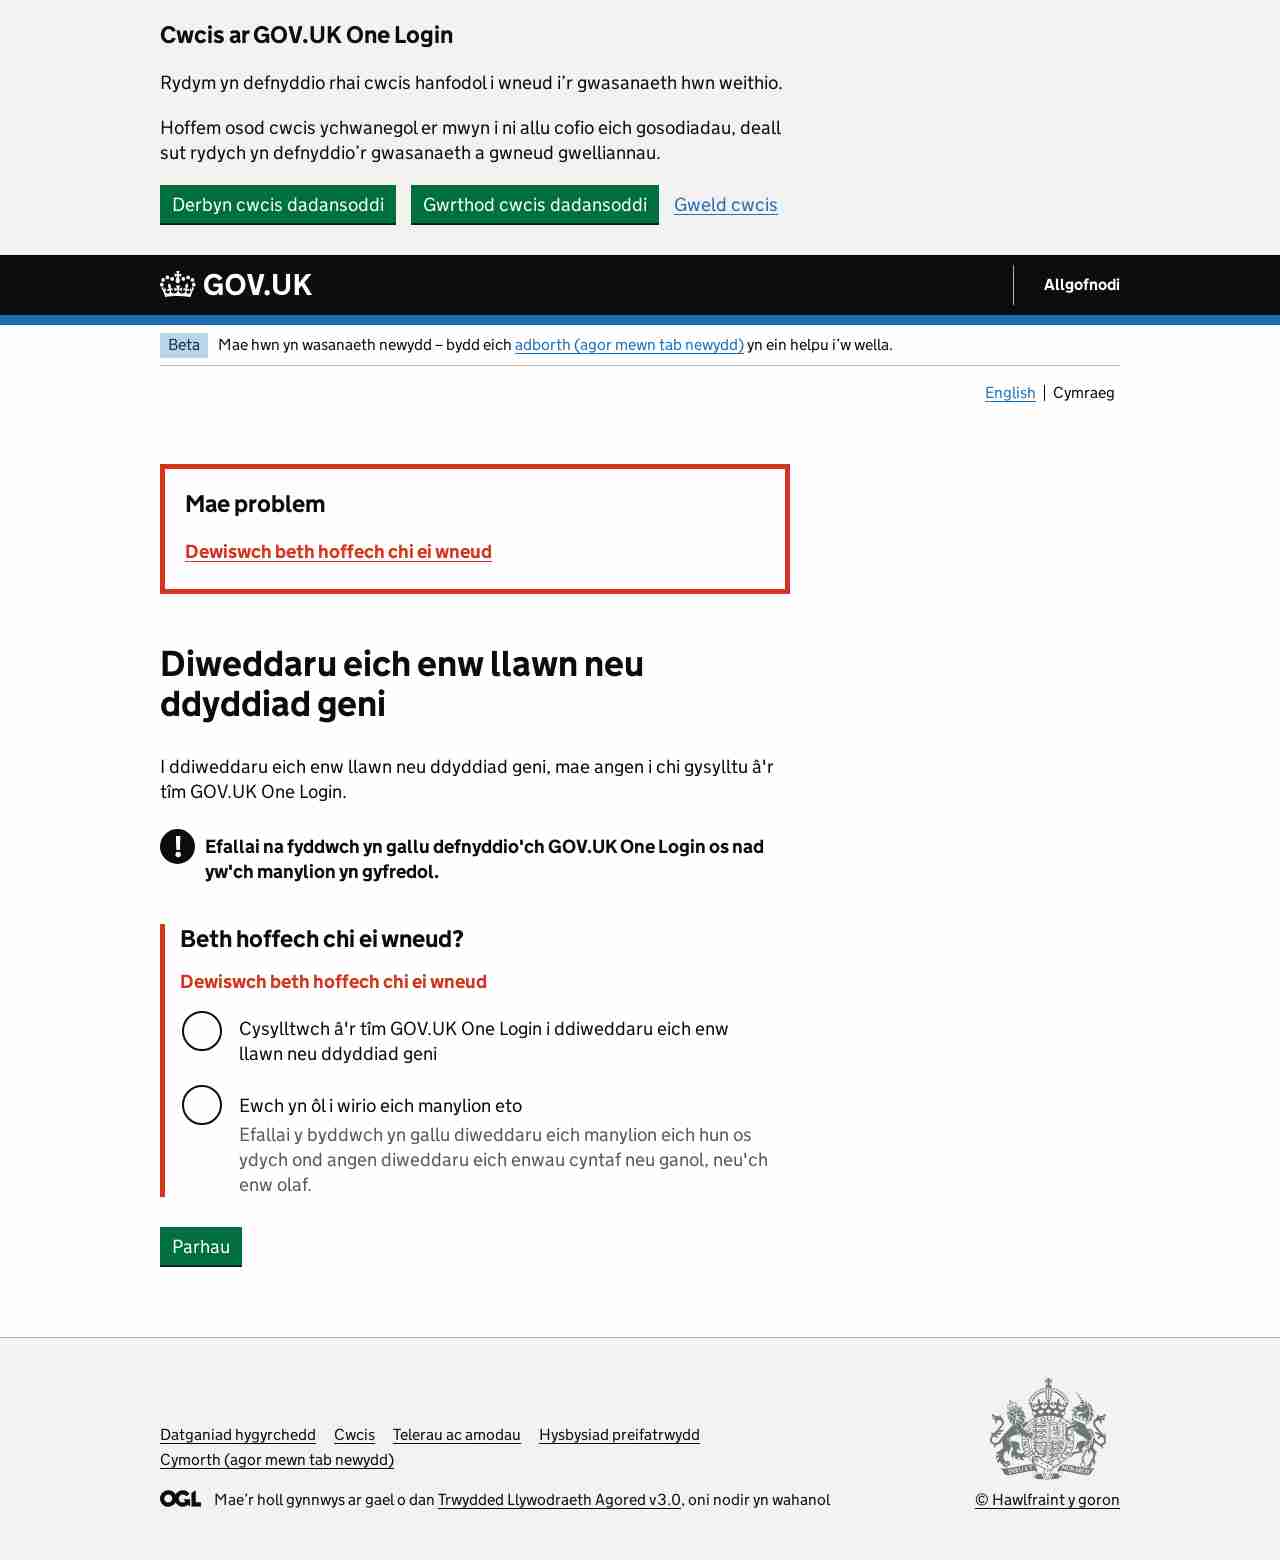 Cwcis ar GOV.UK One Login
Rydym yn defnyddio rhai cwcis hanfodol i wneud i’r gwasanaeth hwn weithio.
Hoffem osod cwcis ychwanegol er mwyn i ni allu cofio eich gosodiadau, deall
sut rydych yn defnyddio’r gwasanaeth a gwneud gwelliannau.
Derbyn cwcis dadansoddi Gwrthod cwcis dadansoddi Gweld cwcis
GOV.UK Allgofnodi
Beta Mae hwn yn wasanaeth newydd – bydd eich adborth (agor mewn tab newydd) yn ein helpu i’w wella.
English Cymraeg
Mae problem
Dewiswch beth hoffech chi ei wneud
Diweddaru eich enw llawn neu
ddyddiad geni
I ddiweddaru eich enw llawn neu ddyddiad geni, mae angen i chi gysylltu â'r
tîm GOV.UK One Login.
! Efallai na fyddwch yn gallu defnyddio'ch GOV.UK One Login os nad
yw'ch manylion yn gyfredol.
Beth hoffech chi ei wneud?
Dewiswch beth hoffech chi ei wneud
Cysylltwch â'r tîm GOV.UK One Login i ddiweddaru eich enw
llawn neu ddyddiad geni
Ewch yn ôl i wirio eich manylion eto
Efallai y byddwch yn gallu diweddaru eich manylion eich hun os
ydych ond angen diweddaru eich enwau cyntaf neu ganol, neu'ch
enw olaf.
Parhau
Datganiad hygyrchedd Cwcis Telerau ac amodau Hysbysiad preifatrwydd
Cymorth (agor mewn tab newydd)
OGL Mae’r holl gynnwys ar gael o dan Trwydded Llywodraeth Agored v3.0, oni nodir yn wahanol
© Hawlfraint y goron